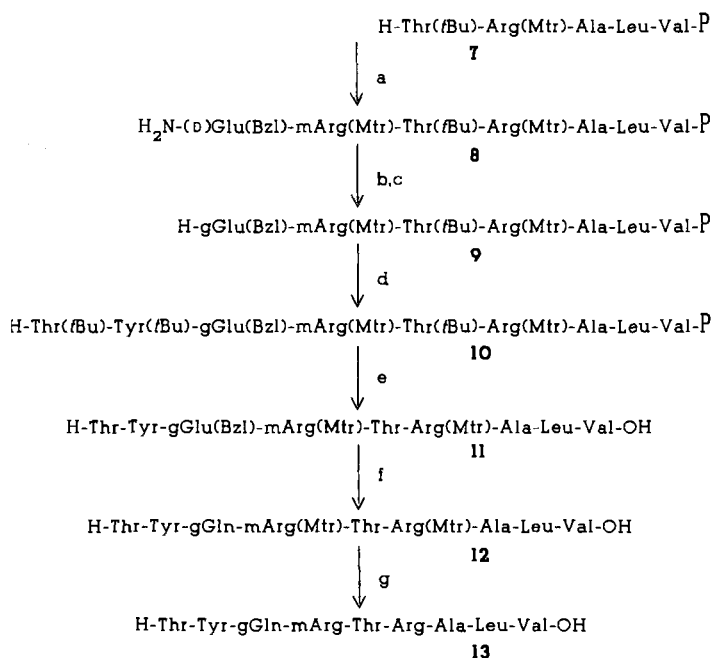 H-Thr(tBu)-Arg(Mtr)-Ala-Leu-Val-P
7
a
H2N-(D)Glu(Bzl)-mArg(Mtr)-Thr(tBu)-Arg(Mtr)-Ala-Leu-Val-P
8
b,c
H-gGlu(Bzl)-mArg(Mtr)-Thr(tBu)-Arg(Mtr)-Ala-Leu-Val-P
9
d
H-Thr(tBu)-Tyr(tBu)-gGlu(Bzl)-mArg(Mtr)-Thr(tBu)-Arg(Mtr)-Ala-Leu-Val-P
10
e
H-Thr-Tyr-gGlu(Bzl)-mArg(Mtr)-Thr-Arg(Mtr)-Ala-Leu-Val-OH
11
f
H-Thr-Tyr-gGln-mArg(Mtr)-Thr-Arg(Mtr)-Ala-Leu-Val-OH
12
g
H-Thr-Tyr-gGln-mArg-Thr-Arg-Ala-Leu-Val-OH
13